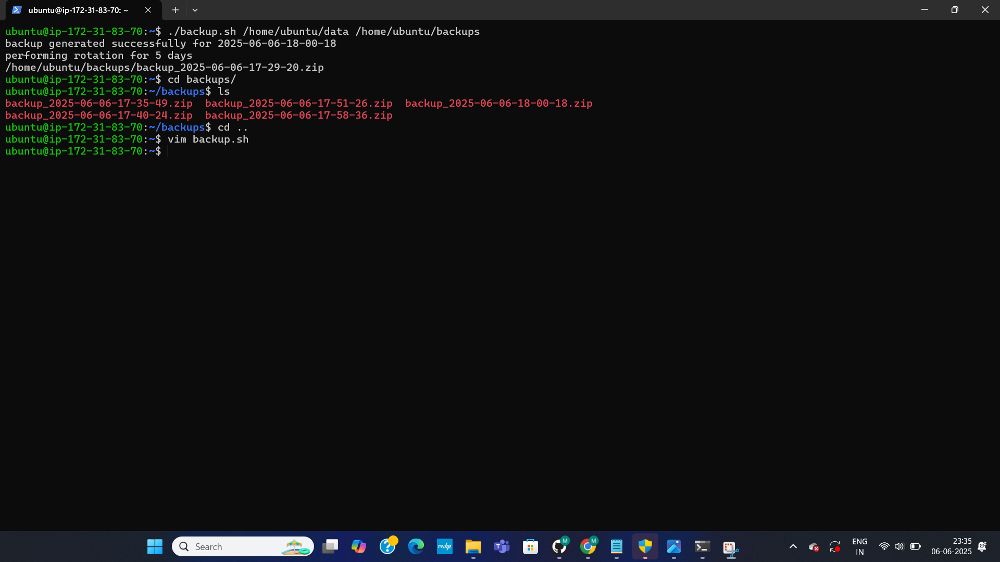 ubuntu@ip-172-31-83-70: ~
ubuntu@ip-172-31-83-70:~$ ./backup.sh /home/ubuntu/data /home/ubuntu/backups
backup generated successfully for 2025-06-06-18-00-18
performing rotation for 5 days
/home/ubuntu/backups/backup_2025-06-06-17-29-20.zip
ubuntu@ip-172-31-83-70:~$ cd backups/
ubuntu@ip-172-31-83-70:~/backups$ ls
backup_2025-06-06-17-35-49.zip  backup_2025-06-06-17-51-26.zip  backup_2025-06-06-18-00-18.zip
backup_2025-06-06-17-40-24.zip  backup_2025-06-06-17-58-36.zip
ubuntu@ip-172-31-83-70:~/backups$ cd ..
ubuntu@ip-172-31-83-70:~$ vim backup.sh
ubuntu@ip-172-31-83-70:~$
Search
myhp
T
M
M
ENG
IN
23:35
06-06-2025